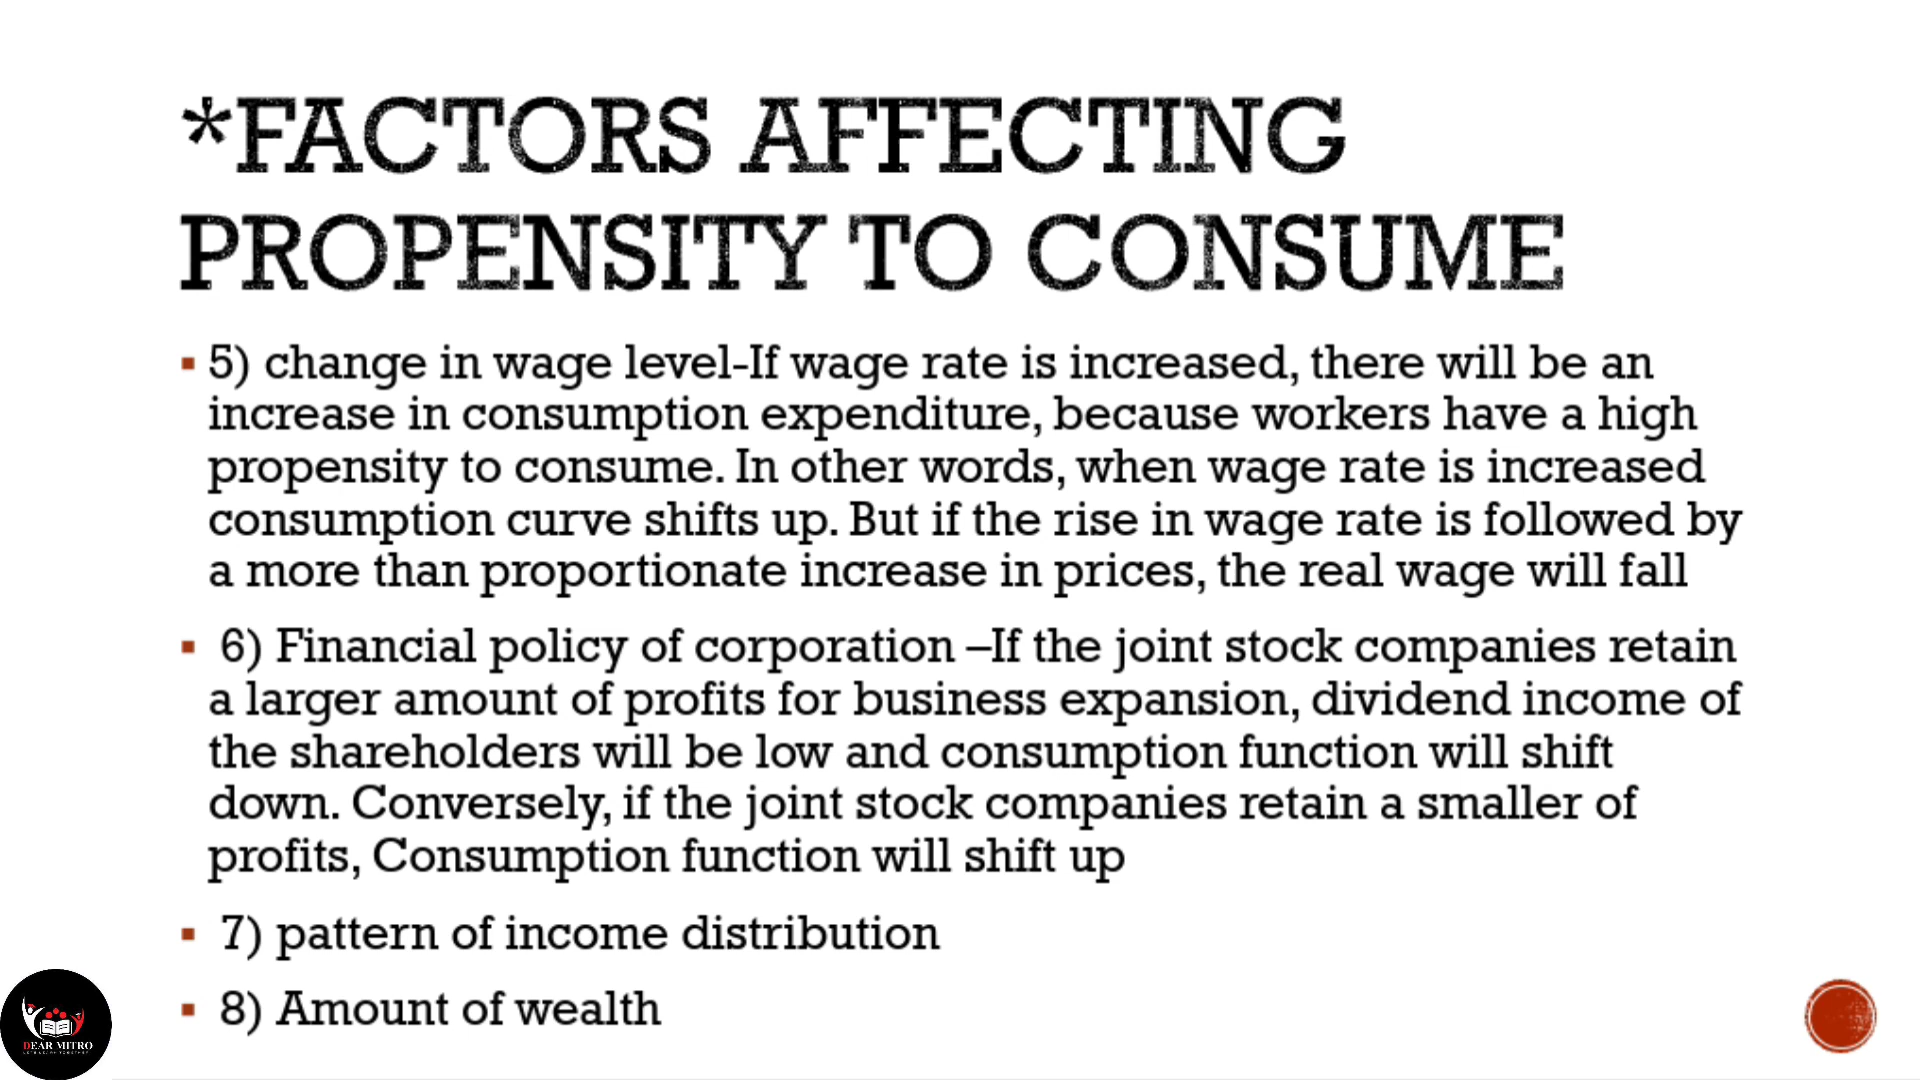 *FACTORS AFFECTING
PROPENSITY TO CONSUME
▪ 5) change in wage level-If wage rate is increased, there will be an
increase in consumption expenditure, because workers have a high
propensity to consume. In other words, when wage rate is increased
consumption curve shifts up. But if the rise in wage rate is followed by
a more than proportionate increase in prices, the real wage will fall
▪ 6) Financial policy of corporation –If the joint stock companies retain
a larger amount of profits for business expansion, dividend income of
the shareholders will be low and consumption function will shift
down. Conversely, if the joint stock companies retain a smaller of
profits, Consumption function will shift up
▪ 7) pattern of income distribution
▪ 8) Amount of wealth
DEAR MITRO